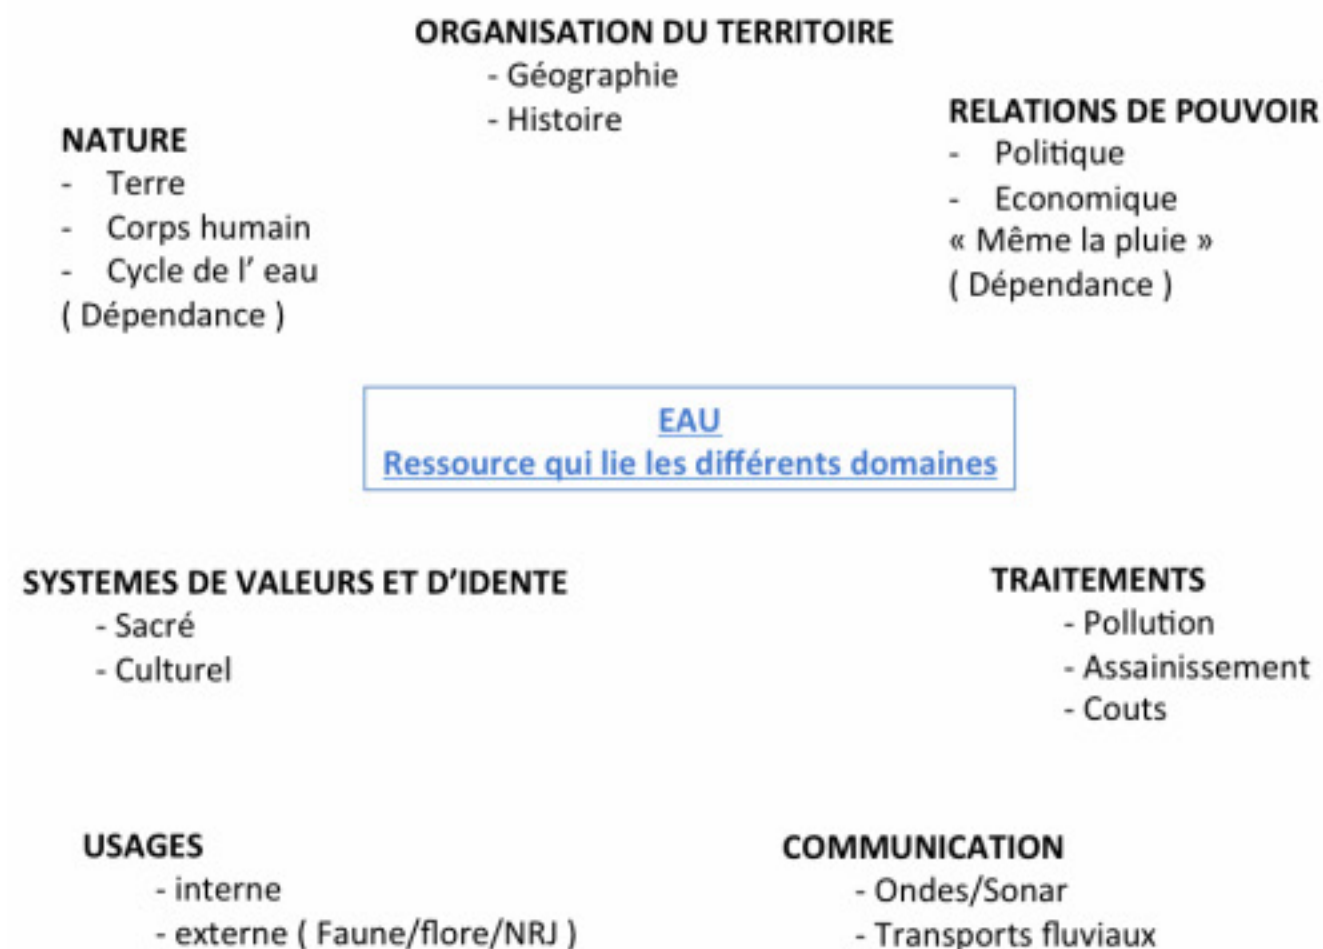 ORGANISATION DU TERRITOIRE
- Géographie
- Histoire
NATURE
- Terre
- Corps humain
- Cycle de l’ eau
( Dépendance )
RELATIONS DE POUVOIR
- Politique
- Economique
« Même la pluie »
( Dépendance )
EAU
Ressource qui lie les différents domaines
SYSTEMES DE VALEURS ET D’IDENTE
- Sacré
- Culturel
TRAITEMENTS
- Pollution
- Assainissement
- Couts
USAGES
- interne
- externe ( Faune/flore/NRJ )
COMMUNICATION
- Ondes/Sonar
- Transports fluviaux